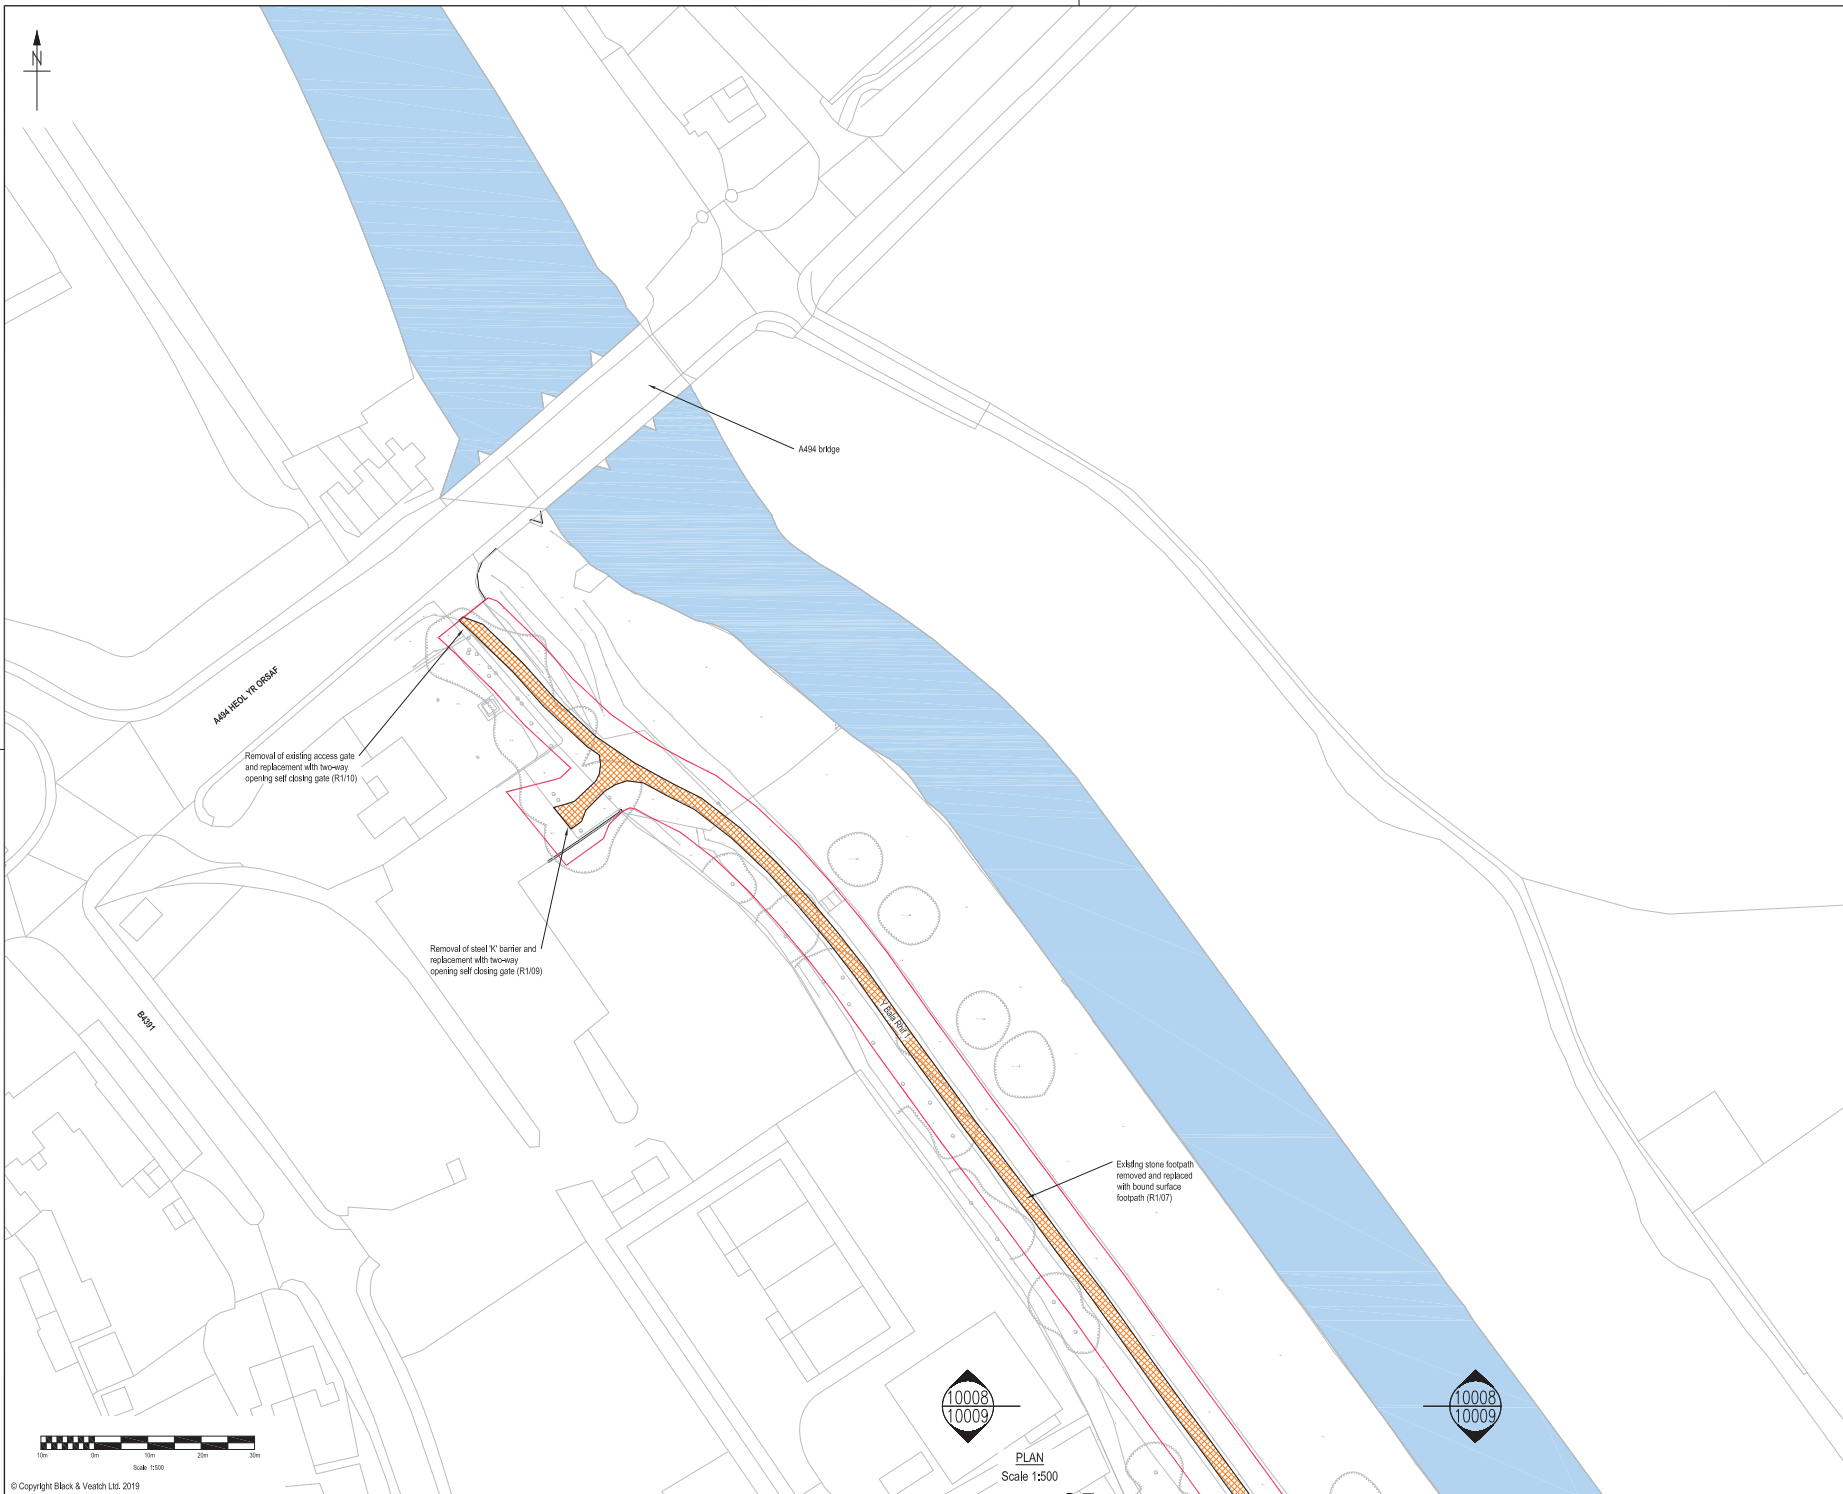 N
A494 bridge
A494 HEOL YR ORSAF
Removal of existing access gate
and replacement with two-way
opening self closing gate (R1/10)
Removal of steel 'K' barrier and
replacement with two-way
opening self closing gate (R1/09)
B4391
Y Bala Rhif 1
Existing stone footpath
removed and replaced
with bound surface
footpath (R1/07)
10008
10009
10008
10009
PLAN
Scale 1:500
10m 0m 10m 20m 30m
Scale 1:500
© Copyright Black & Veatch Ltd. 2019